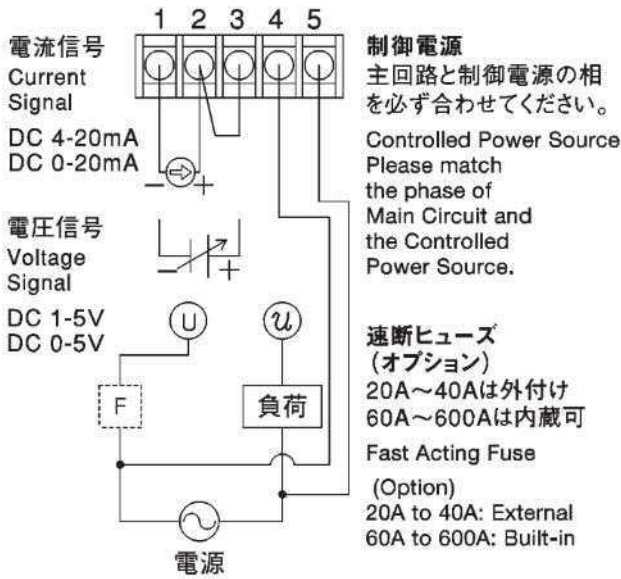 1 2 3 4 5
電流信号
Current
Signal
DC 4-20mA
DC 0-20mA
− +
電圧信号
Voltage
Signal
− +
DC 1-5V
DC 0-5V
U
u
F
負荷
電源
制御電源
主回路と制御電源の相
を必ず合わせてください。
Controlled Power Source
Please match
the phase of
Main Circuit and
the Controlled
Power Source.
速断ヒューズ
(オプション)
20A～40Aは外付け
60A～600Aは内蔵可
Fast Acting Fuse
(Option)
20A to 40A: External
60A to 600A: Built-in